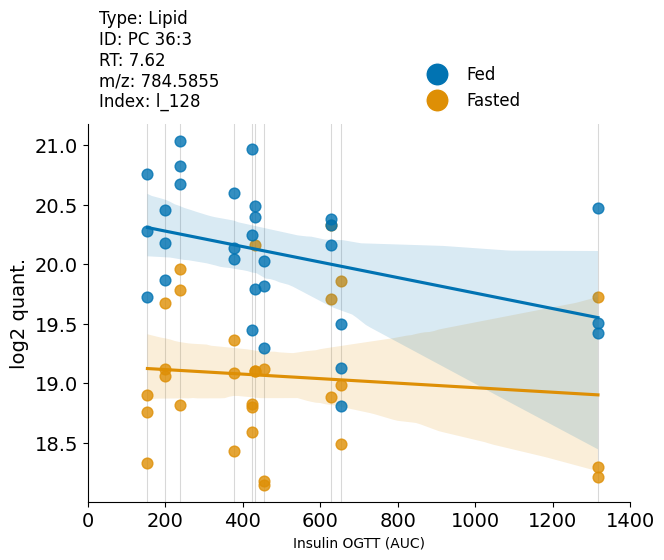 Type: Lipid
ID: PC 36:3
RT: 7.62
m/z: 784.5855
Index: l_128
Fed
Fasted
21.0
20.5
20.0
19.5
19.0
18.5
log2 quant.
0 200 400 600 800 1000 1200 1400
Insulin OGTT (AUC)